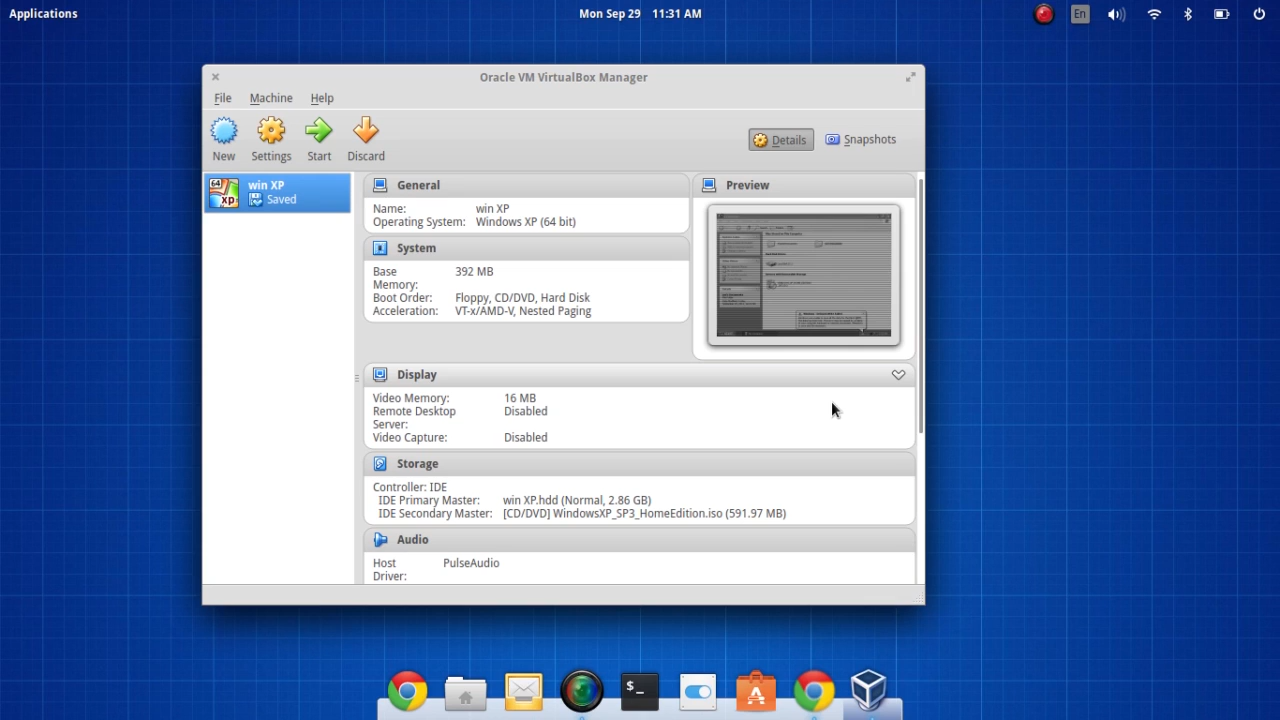 Applications
Mon Sep 29 11:31 AM
En
Oracle VM VirtualBox Manager
File Machine Help
New Settings Start Discard
Details Snapshots
64
xp
win XP
Saved
General
Name: win XP
Operating System: Windows XP (64 bit)
System
Base Memory: 392 MB
Boot Order: Floppy, CD/DVD, Hard Disk
Acceleration: VT-x/AMD-V, Nested Paging
Preview
Display
Video Memory: 16 MB
Remote Desktop Server: Disabled
Video Capture: Disabled
Storage
Controller: IDE
IDE Primary Master: win XP.hdd (Normal, 2.86 GB)
IDE Secondary Master: [CD/DVD] WindowsXP_SP3_HomeEdition.iso (591.97 MB)
Audio
Host Driver: PulseAudio
$_